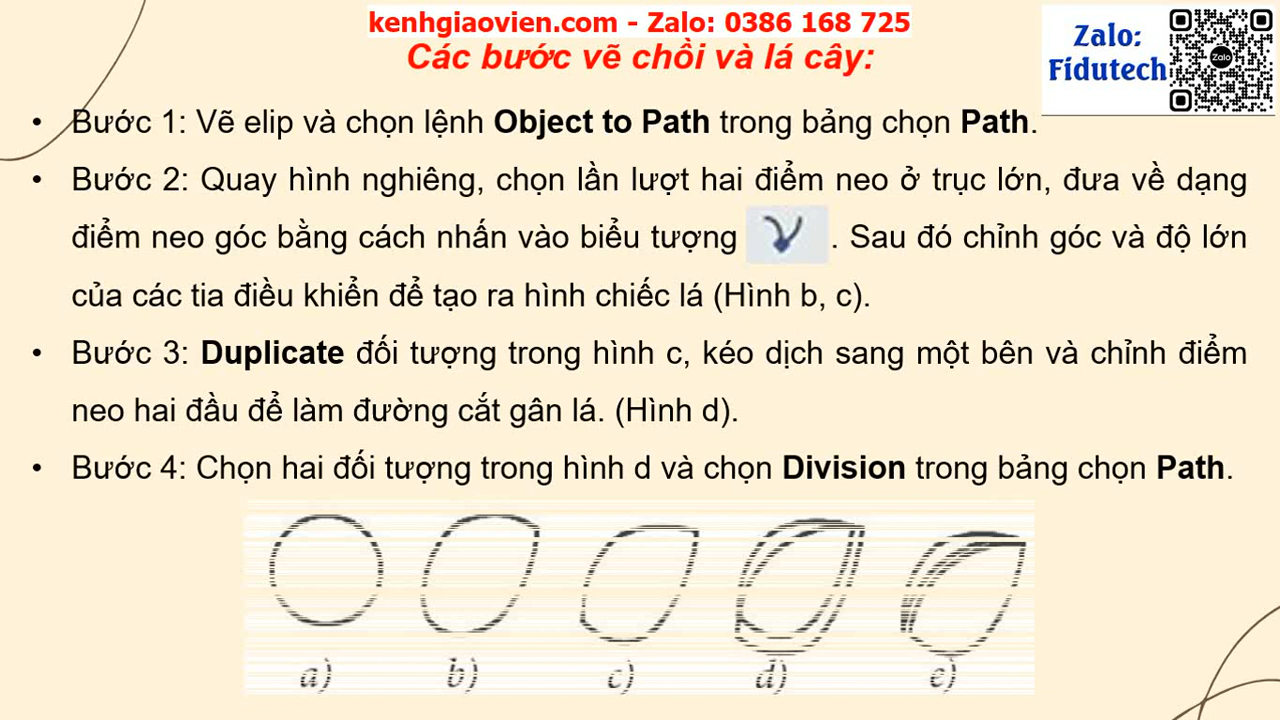 kenhgiaovien.com - Zalo: 0386 168 725
Các bước vẽ chồi và lá cây:
Zalo:
Fidutech
Zalo
• Bước 1: Vẽ elip và chọn lệnh Object to Path trong bảng chọn Path.
• Bước 2: Quay hình nghiêng, chọn lần lượt hai điểm neo ở trục lớn, đưa về dạng
điểm neo góc bằng cách nhấn vào biểu tượng . Sau đó chỉnh góc và độ lớn
của các tia điều khiển để tạo ra hình chiếc lá (Hình b, c).
• Bước 3: Duplicate đối tượng trong hình c, kéo dịch sang một bên và chỉnh điểm
neo hai đầu để làm đường cắt gân lá. (Hình d).
• Bước 4: Chọn hai đối tượng trong hình d và chọn Division trong bảng chọn Path.
a) b) c) d) e)